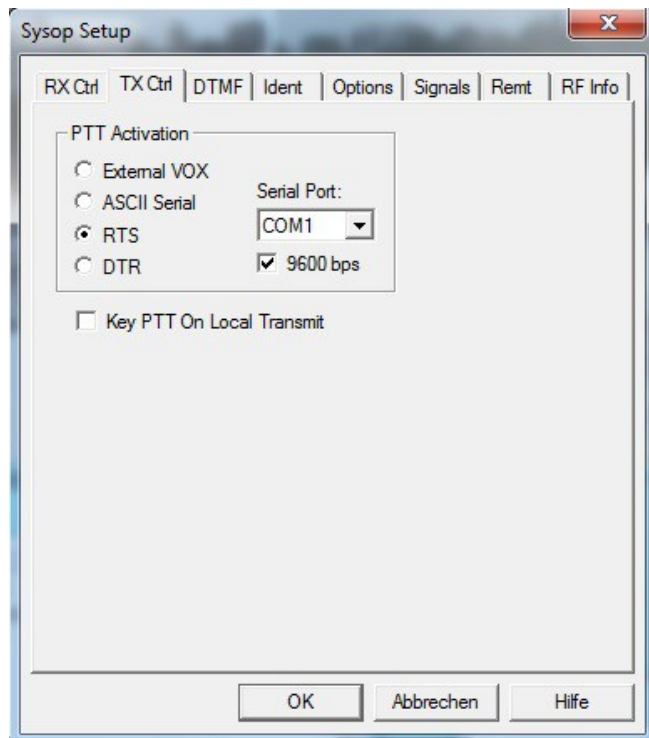 Sysop Setup
RX Ctrl TX Ctrl DTMF Ident Options Signals Remt RF Info
PTT Activation
External VOX
ASCII Serial
RTS
DTR
Serial Port:
COM1
9600 bps
Key PTT On Local Transmit
OK Abbrechen Hilfe